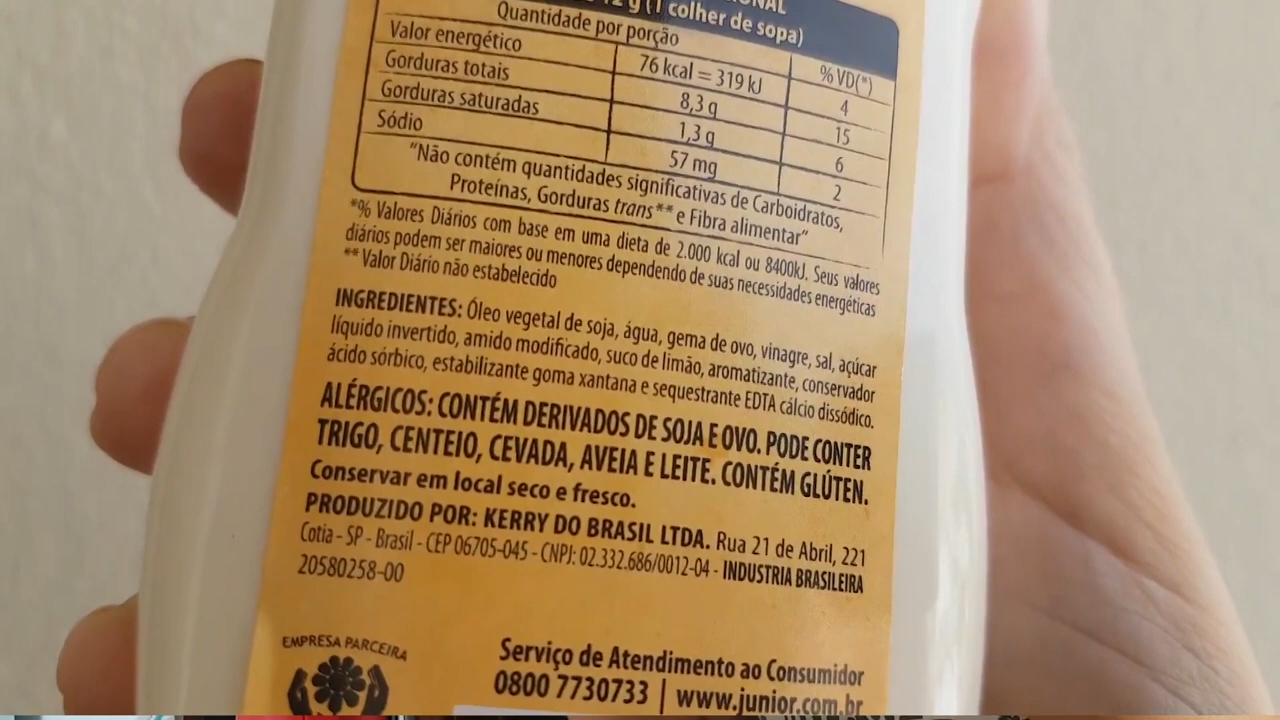 12 g (1 colher de sopa)
Quantidade por porção
% VD(*)
Valor energético 76 kcal = 319 kJ 4
Gorduras totais 8,3 g 15
Gorduras saturadas 1,3 g 6
Sódio 57 mg 2
"Não contém quantidades significativas de Carboidratos,
Proteínas, Gorduras trans** e Fibra alimentar"
*% Valores Diários com base em uma dieta de 2.000 kcal ou 8400kJ. Seus valores
diários podem ser maiores ou menores dependendo de suas necessidades energéticas
** Valor Diário não estabelecido
INGREDIENTES: Óleo vegetal de soja, água, gema de ovo, vinagre, sal, açúcar
líquido invertido, amido modificado, suco de limão, aromatizante, conservador
ácido sórbico, estabilizante goma xantana e sequestrante EDTA cálcio dissódico.
ALÉRGICOS: CONTÉM DERIVADOS DE SOJA E OVO. PODE CONTER
TRIGO, CENTEIO, CEVADA, AVEIA E LEITE. CONTÉM GLÚTEN.
Conservar em local seco e fresco.
PRODUZIDO POR: KERRY DO BRASIL LTDA. Rua 21 de Abril, 221
Cotia - SP - Brasil - CEP 06705-045 - CNPJ: 02.332.686/0012-04 - INDUSTRIA BRASILEIRA
20580258-00
EMPRESA PARCEIRA
Serviço de Atendimento ao Consumidor
0800 7730733 | www.junior.com.br